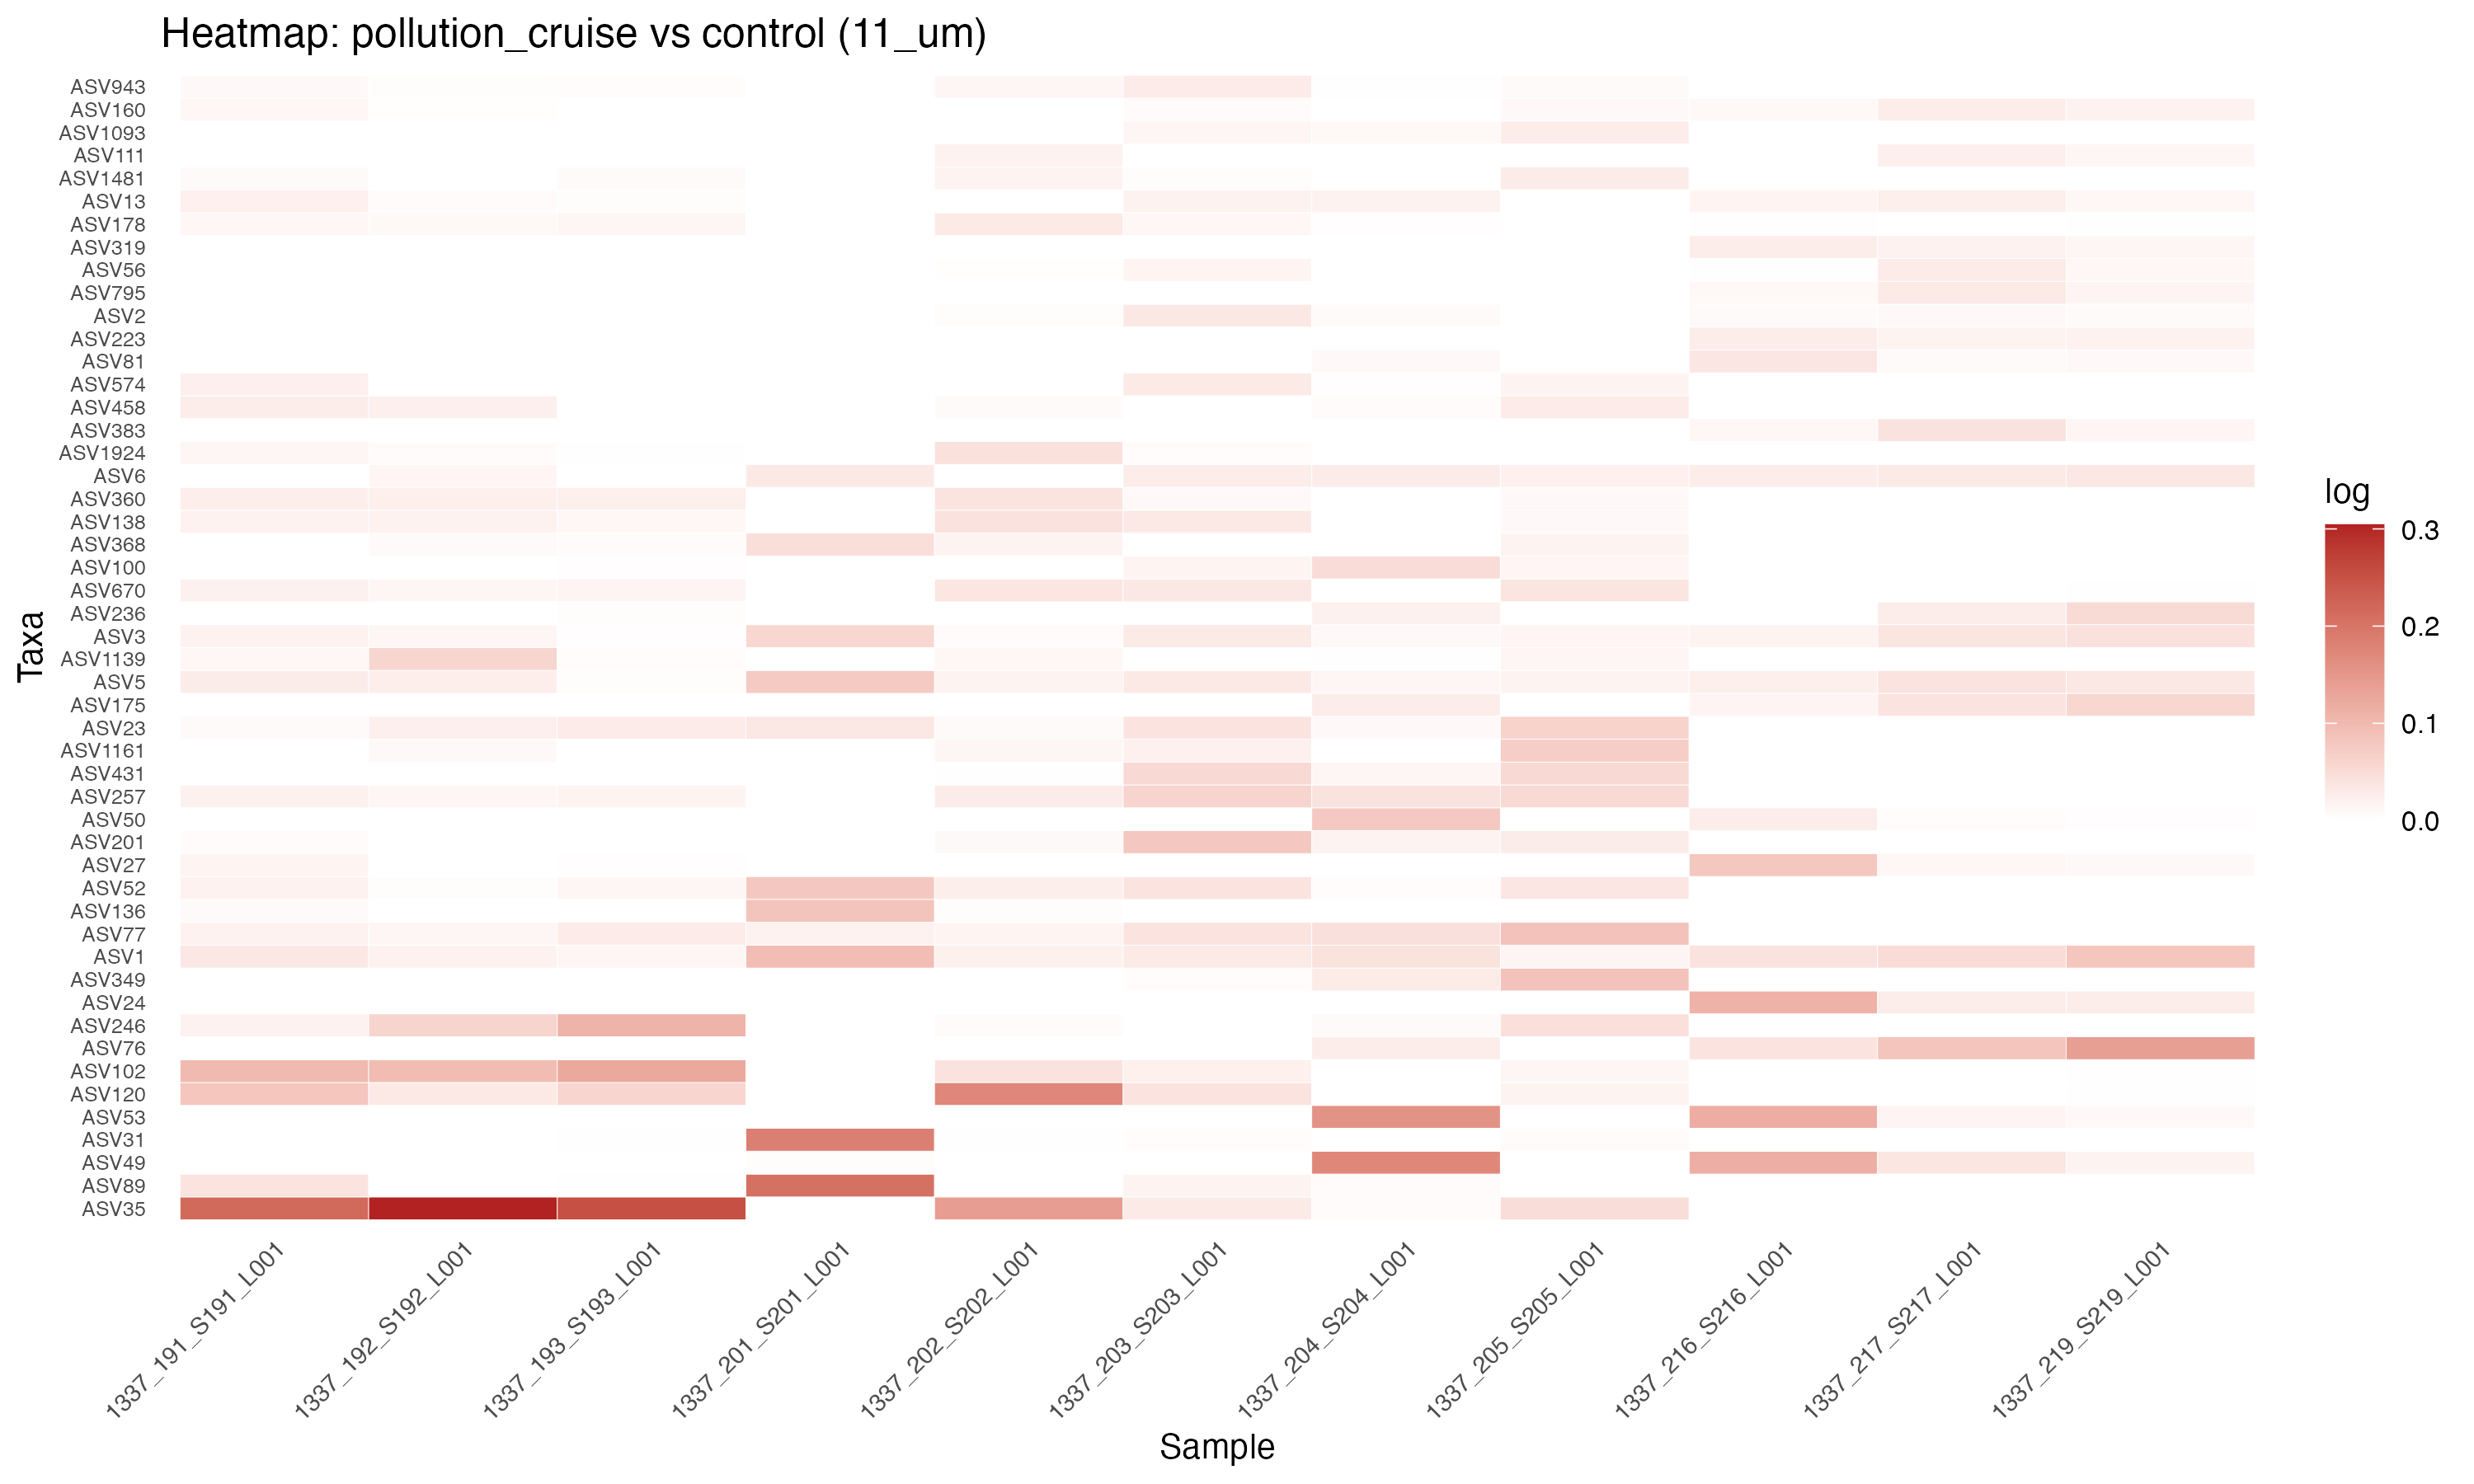 Heatmap: pollution_cruise vs control (11_um)
ASV943
ASV160
ASV1093
ASV111
ASV1481
ASV13
ASV178
ASV319
ASV56
ASV795
ASV2
ASV223
ASV81
ASV574
ASV458
ASV383
ASV1924
ASV6
ASV360
ASV138
ASV368
ASV100
ASV670
ASV236
ASV3
ASV1139
ASV5
ASV175
ASV23
ASV1161
ASV431
ASV257
ASV50
ASV201
ASV27
ASV52
ASV136
ASV77
ASV1
ASV349
ASV24
ASV246
ASV76
ASV102
ASV120
ASV53
ASV31
ASV49
ASV89
ASV35
Taxa
1337_191_S191_L001
1337_192_S192_L001
1337_193_S193_L001
1337_201_S201_L001
1337_202_S202_L001
1337_203_S203_L001
1337_204_S204_L001
1337_205_S205_L001
1337_216_S216_L001
1337_217_S217_L001
1337_219_S219_L001
Sample
log
0.3
0.2
0.1
0.0